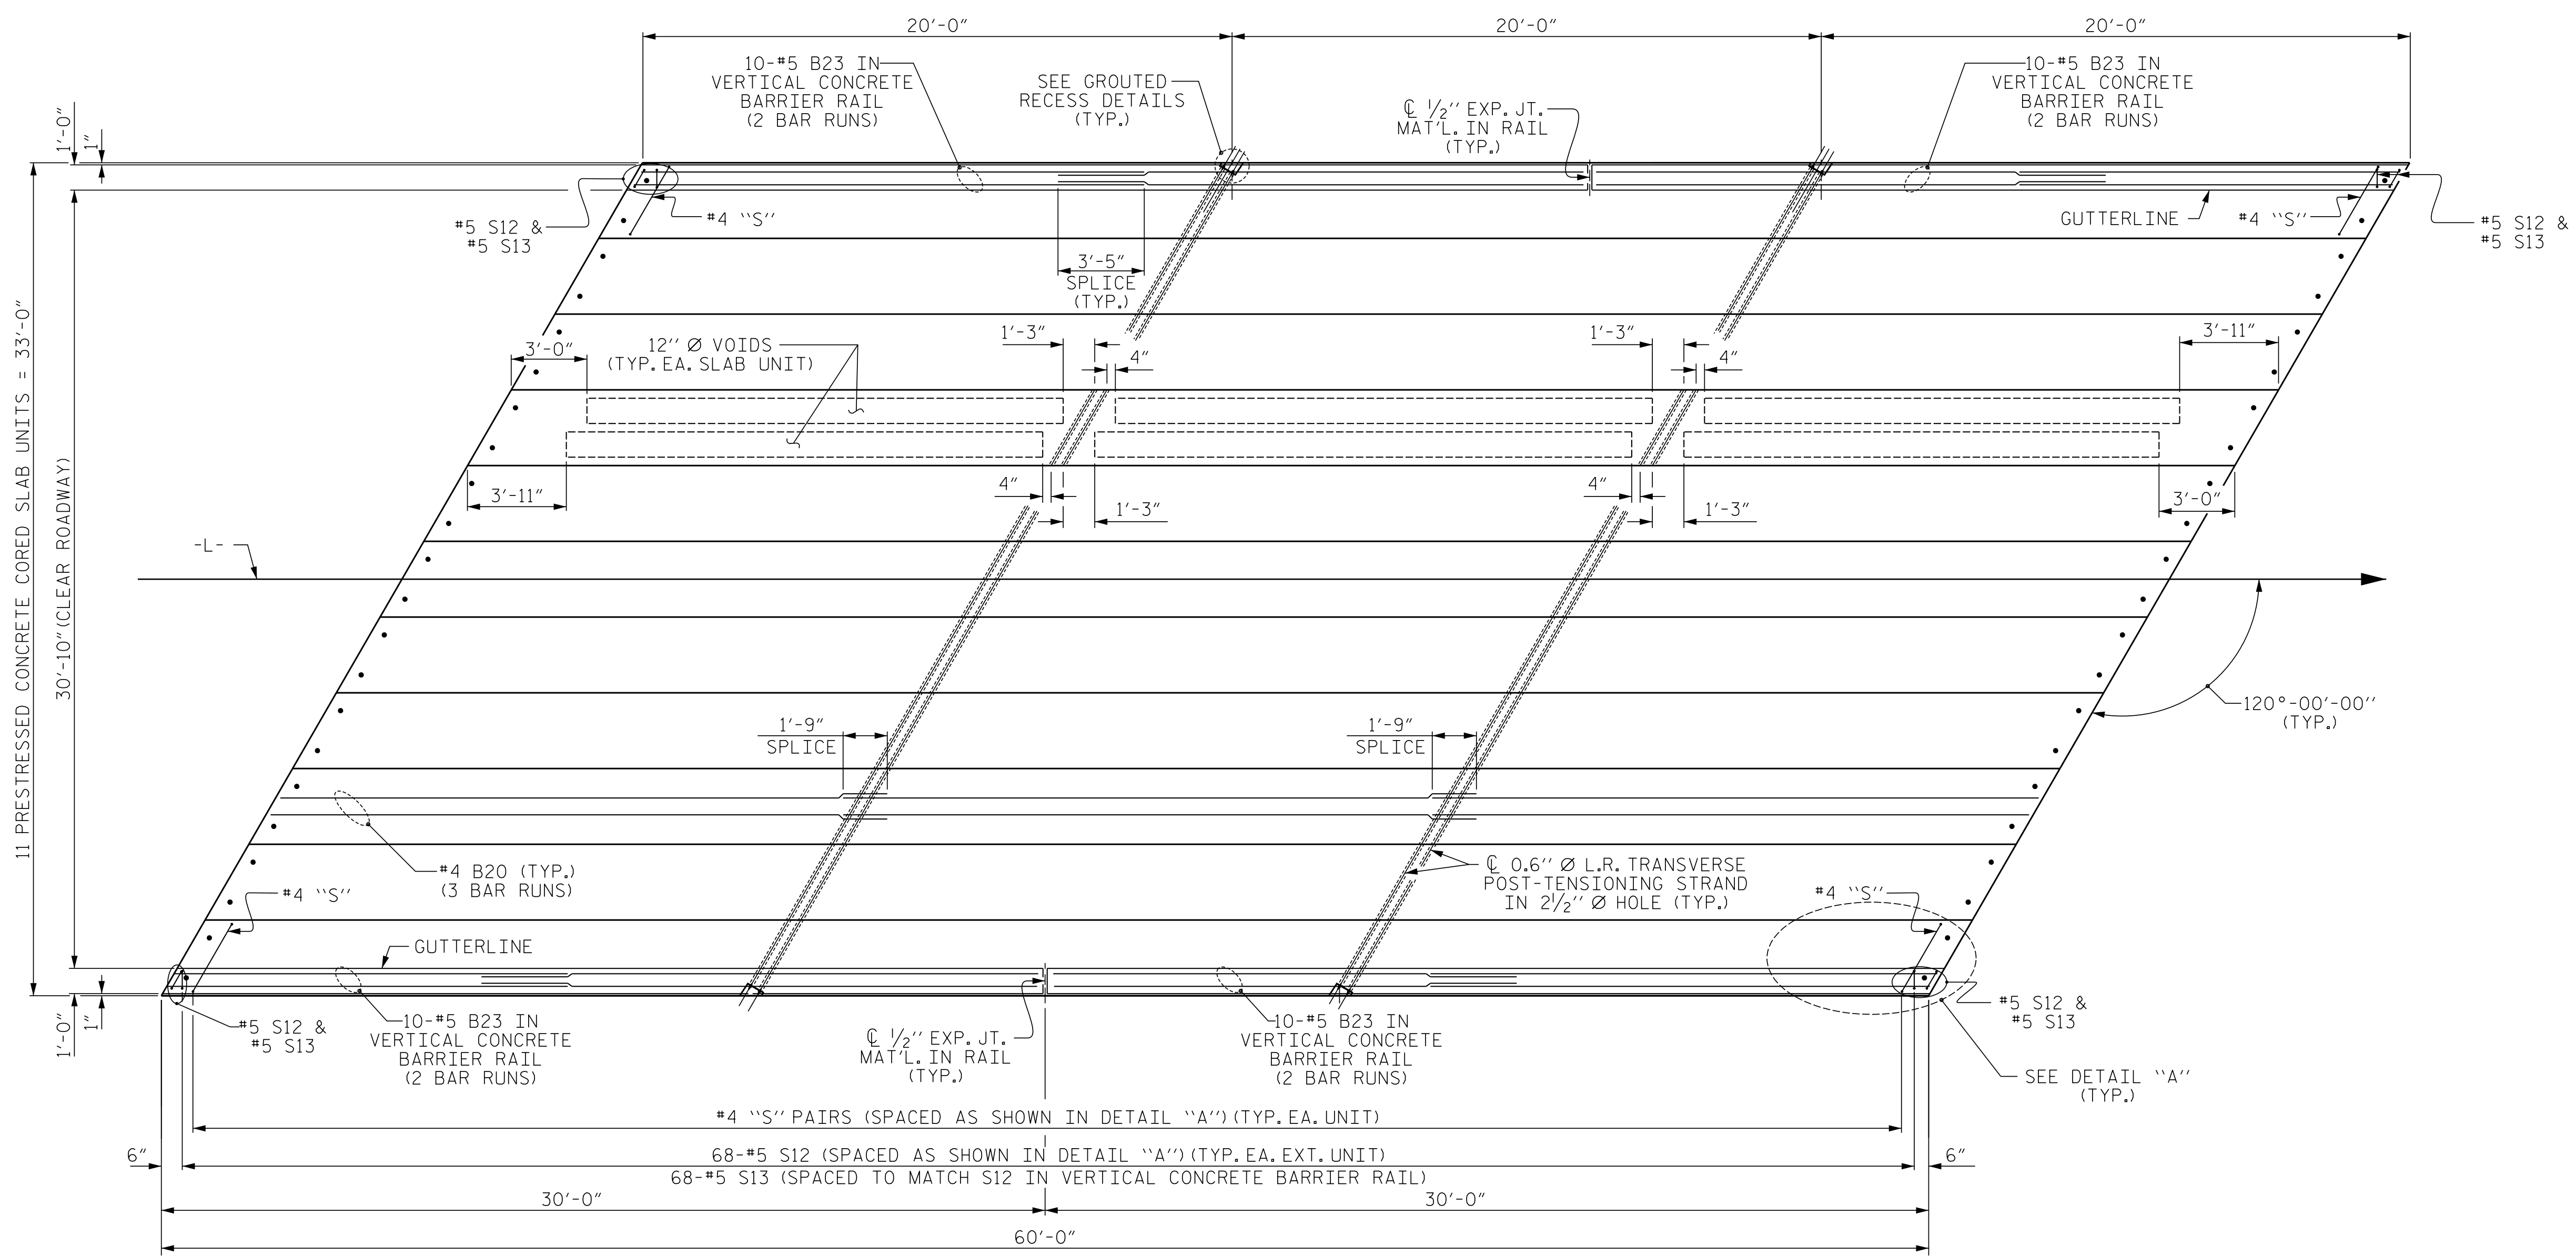 20'-0"
20'-0"
20'-0"
10-#5 B23 IN
VERTICAL CONCRETE
BARRIER RAIL
(2 BAR RUNS)
SEE GROUTED
RECESS DETAILS
(TYP.)
℄ 1/2" EXP. JT.
MAT'L. IN RAIL
(TYP.)
10-#5 B23 IN
VERTICAL CONCRETE
BARRIER RAIL
(2 BAR RUNS)
1'-0"
1"
#5 S12 &
#5 S13
#4 "S"
GUTTERLINE
#4 "S"
#5 S12 &
#5 S13
3'-5"
SPLICE
(TYP.)
11 PRESTRESSED CONCRETE CORED SLAB UNITS = 33'-0"
30'-10" (CLEAR ROADWAY)
3'-0"
12" Ø VOIDS
(TYP. EA. SLAB UNIT)
1'-3"
4"
1'-3"
4"
3'-11"
3'-11"
4"
1'-3"
4"
1'-3"
3'-0"
-L-
120°-00'-00"
(TYP.)
1'-9"
SPLICE
1'-9"
SPLICE
#4 B20 (TYP.)
(3 BAR RUNS)
℄ 0.6" Ø L.R. TRANSVERSE
POST-TENSIONING STRAND
IN 2 1/2" Ø HOLE (TYP.)
#4 "S"
#4 "S"
GUTTERLINE
1'-0"
1"
#5 S12 &
#5 S13
10-#5 B23 IN
VERTICAL CONCRETE
BARRIER RAIL
(2 BAR RUNS)
℄ 1/2" EXP. JT.
MAT'L. IN RAIL
(TYP.)
10-#5 B23 IN
VERTICAL CONCRETE
BARRIER RAIL
(2 BAR RUNS)
#5 S12 &
#5 S13
SEE DETAIL "A"
(TYP.)
#4 "S" PAIRS (SPACED AS SHOWN IN DETAIL "A") (TYP. EA. UNIT)
6"
68-#5 S12 (SPACED AS SHOWN IN DETAIL "A") (TYP. EA. EXT. UNIT)
6"
68-#5 S13 (SPACED TO MATCH S12 IN VERTICAL CONCRETE BARRIER RAIL)
30'-0"
30'-0"
60'-0"